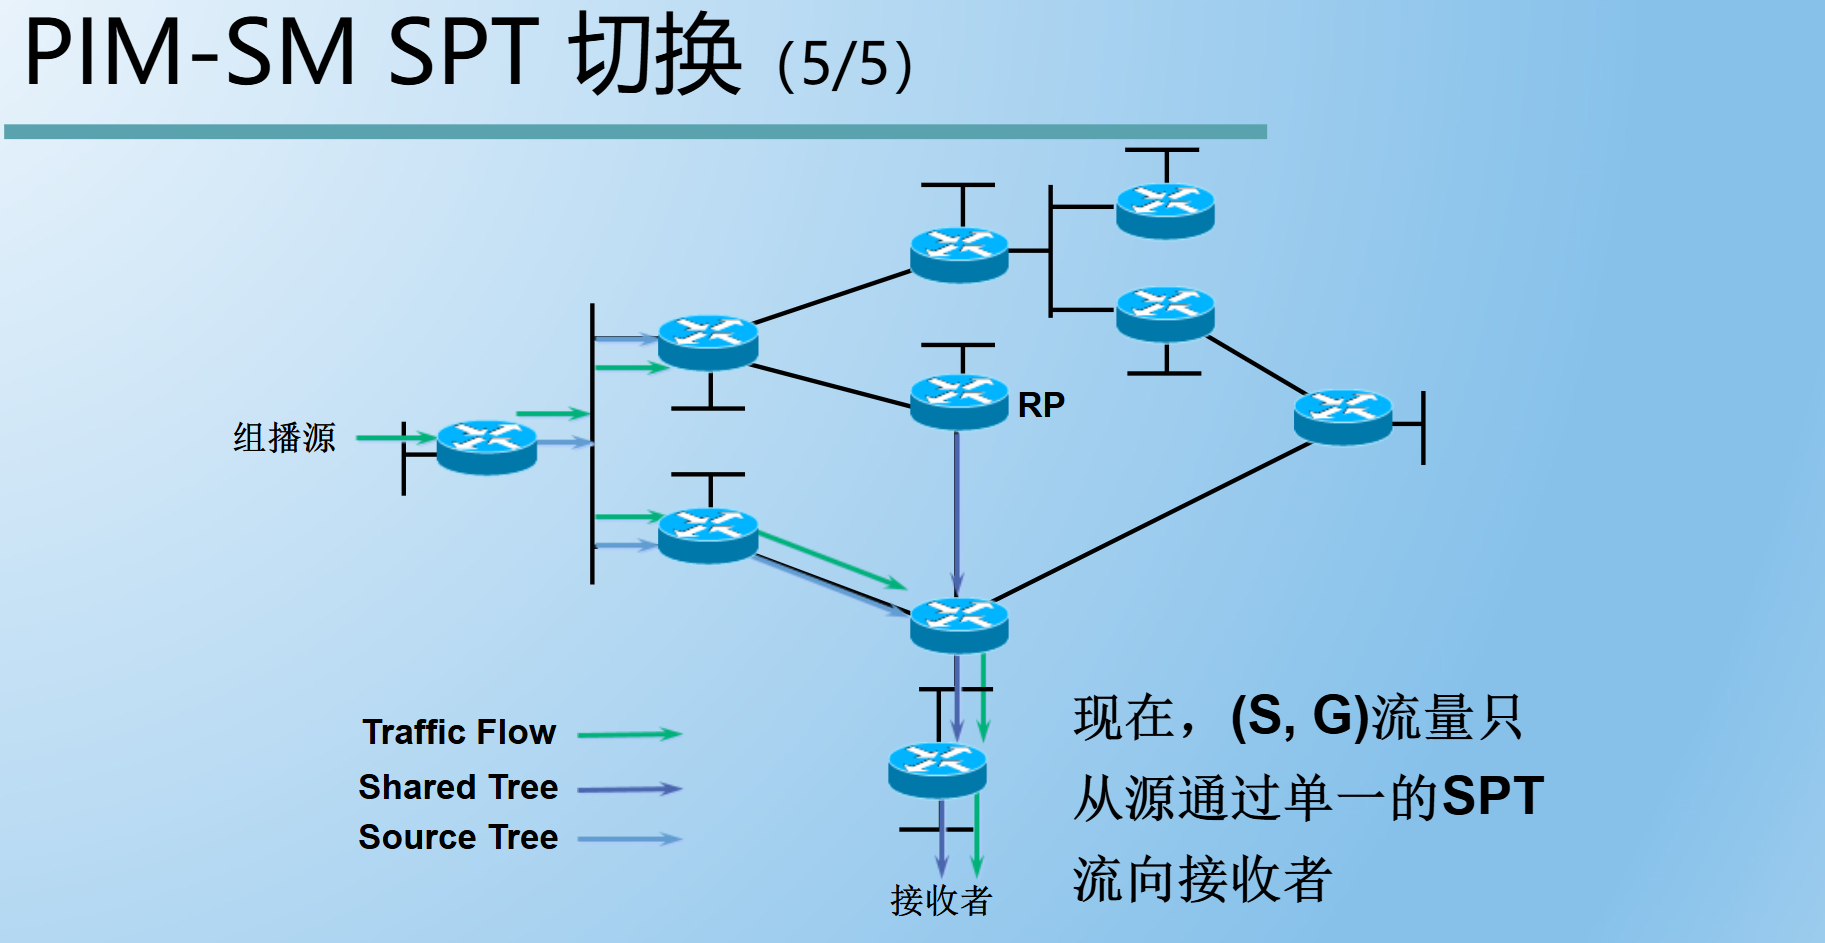 PIM-SM SPT 切换 (5/5)
RP
组播源
Traffic Flow
Shared Tree
Source Tree
现在，(S, G)流量只
从源通过单一的SPT
流向接收者
接收者